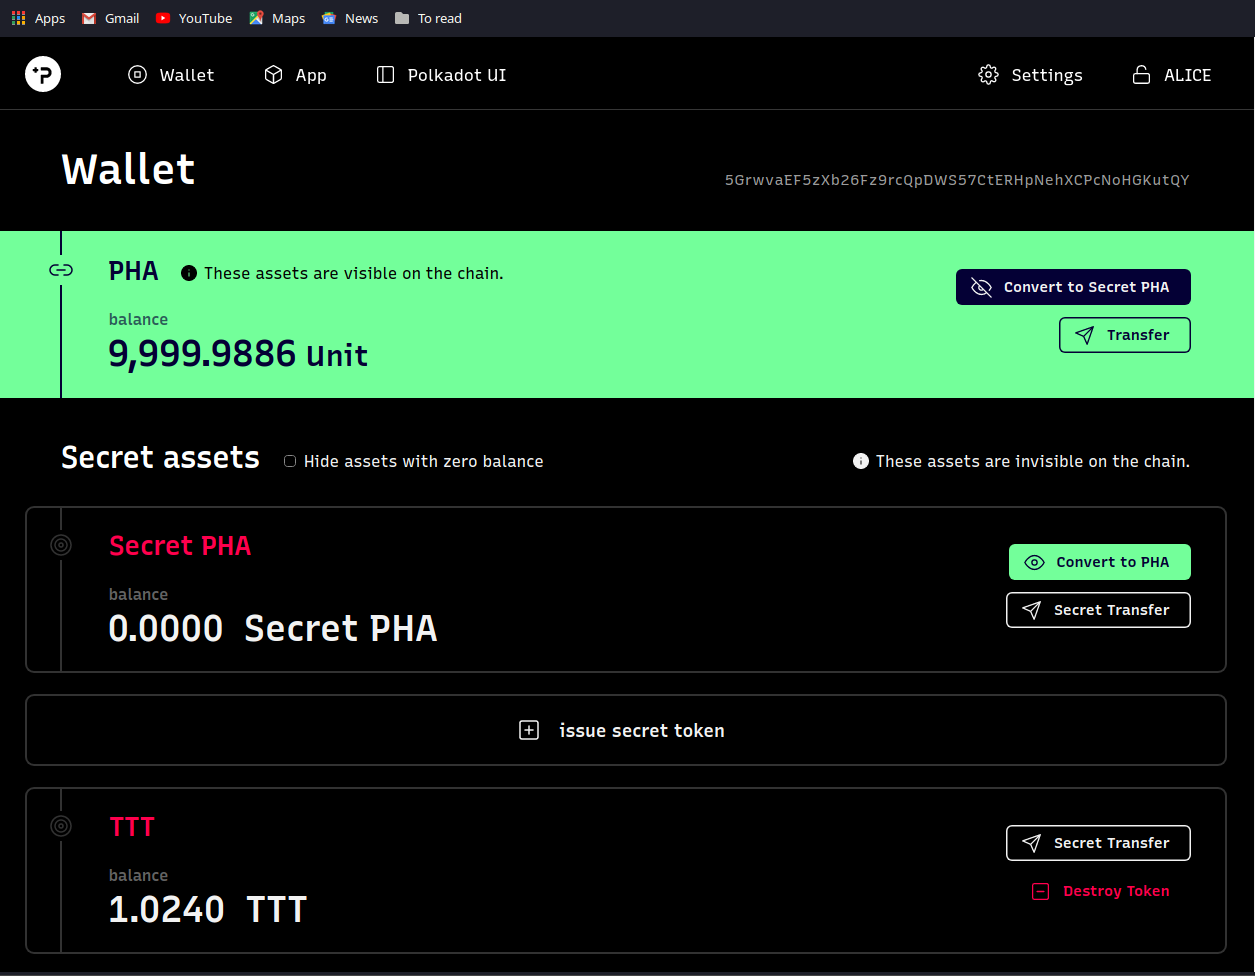 Apps Gmail YouTube Maps News To read
Wallet App Polkadot UI Settings ALICE
Wallet
5GrwvaEF5zXb26Fz9rcQpDWS57CtERHpNehXCPcNoHGKutQY
PHA These assets are visible on the chain.
Convert to Secret PHA
balance
Transfer
9,999.9886 Unit
Secret assets Hide assets with zero balance These assets are invisible on the chain.
Secret PHA
Convert to PHA
balance
Secret Transfer
0.0000 Secret PHA
issue secret token
TTT
Secret Transfer
balance
Destroy Token
1.0240 TTT